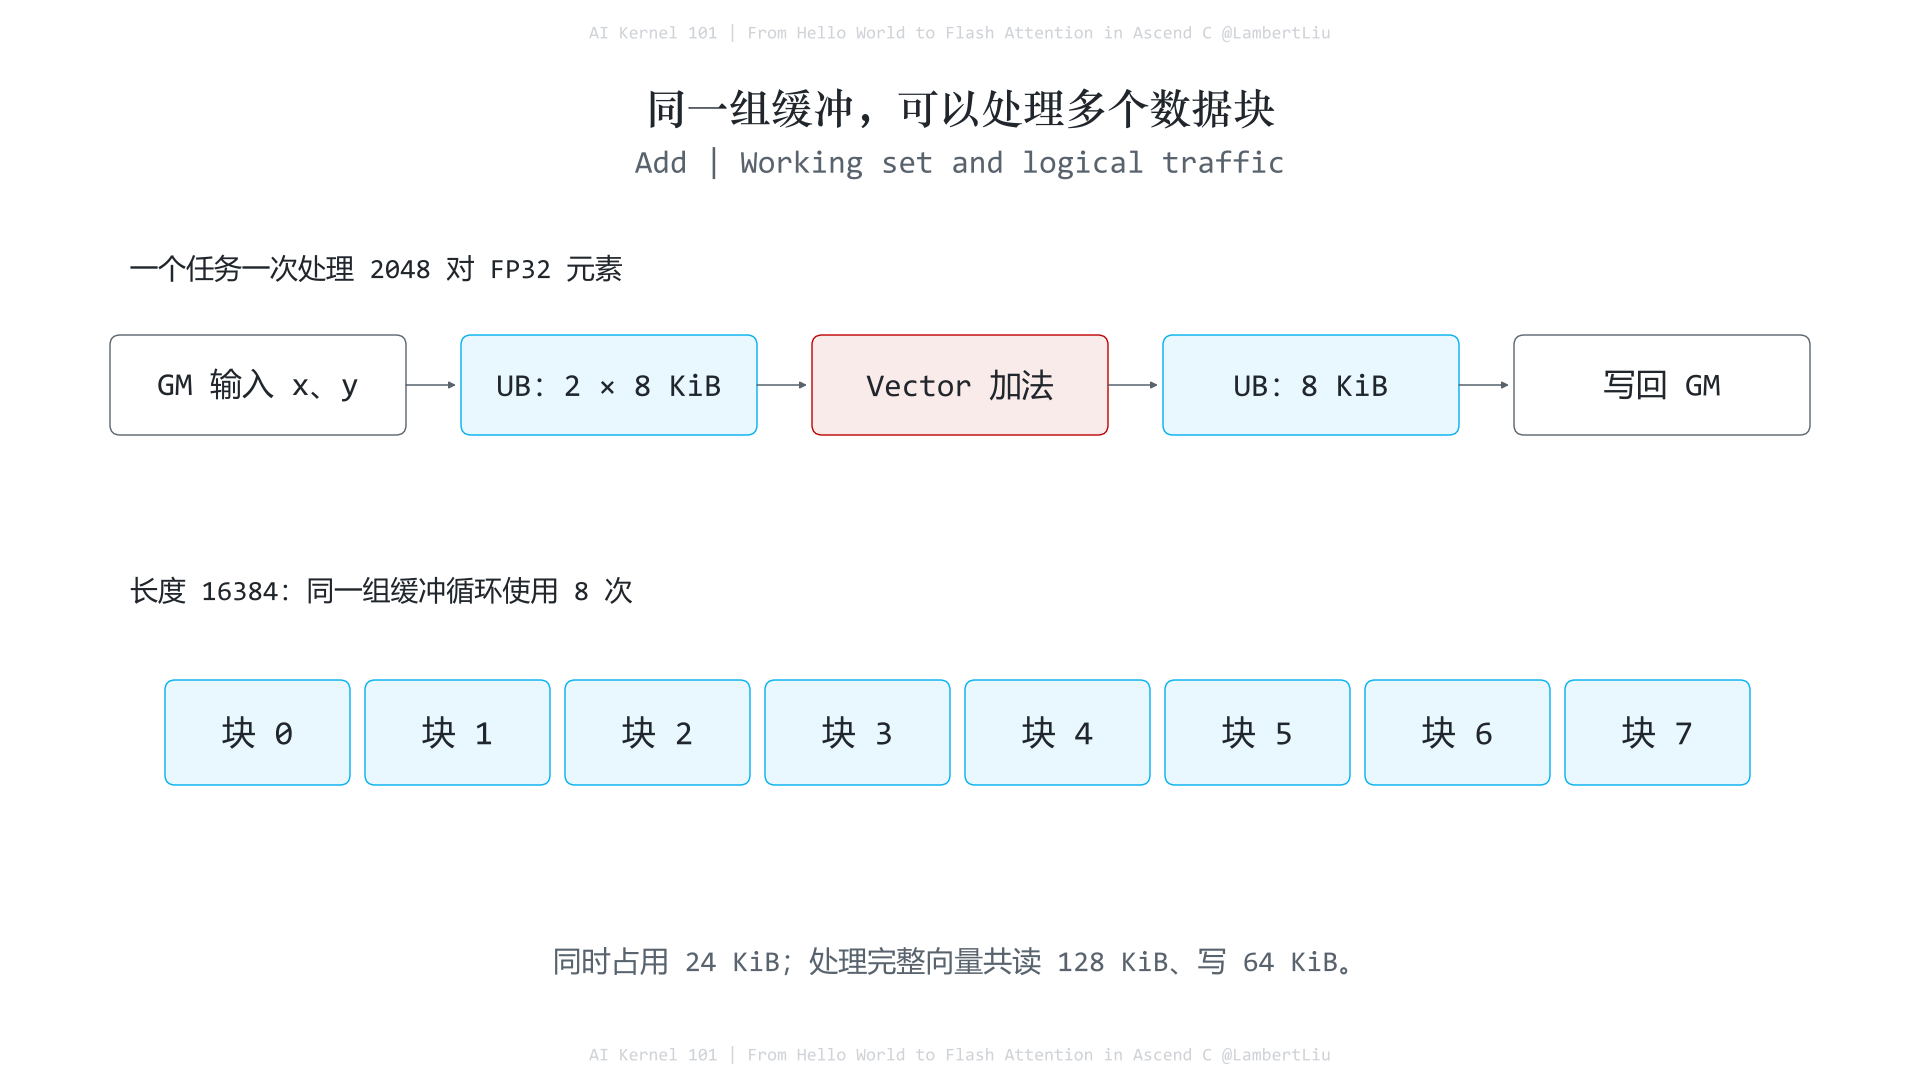 AI Kernel 101 | From Hello World to Flash Attention in Ascend C @LambertLiu
同一组缓冲，可以处理多个数据块
Add | Working set and logical traffic
一个任务一次处理 2048 对 FP32 元素
GM 输入 x、y
UB: 2 × 8 KiB
Vector 加法
UB: 8 KiB
写回 GM
长度 16384: 同一组缓冲循环使用 8 次
块 0
块 1
块 2
块 3
块 4
块 5
块 6
块 7
同时占用 24 KiB; 处理完整向量共读 128 KiB、写 64 KiB。
AI Kernel 101 | From Hello World to Flash Attention in Ascend C @LambertLiu